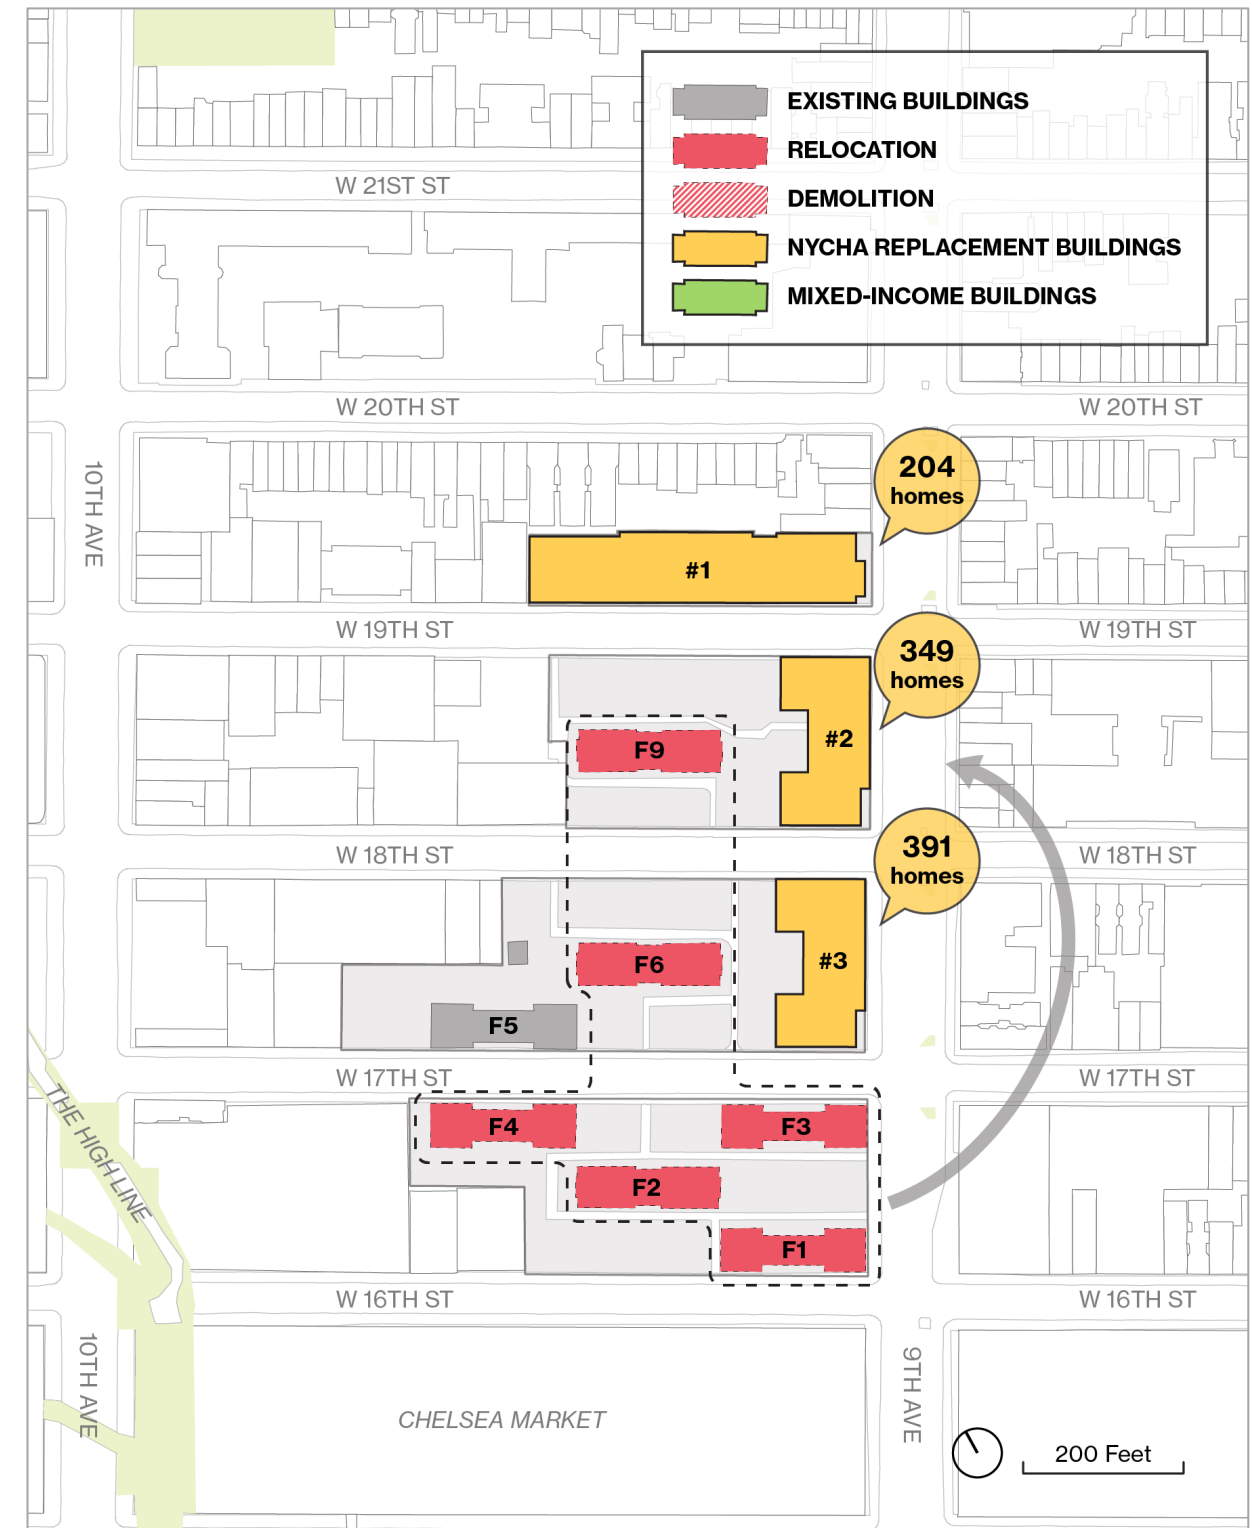 EXISTING BUILDINGS
RELOCATION
DEMOLITION
NYCHA REPLACEMENT BUILDINGS
MIXED-INCOME BUILDINGS
W 21ST ST
W 20TH ST
W 20TH ST
10TH AVE
204
homes
#1
W 19TH ST
W 19TH ST
349
homes
#2
F9
W 18TH ST
W 18TH ST
391
homes
#3
F6
F5
W 17TH ST
W 17TH ST
THE HIGH LINE
F4
F3
F2
F1
W 16TH ST
W 16TH ST
10TH AVE
9TH AVE
CHELSEA MARKET
200 Feet